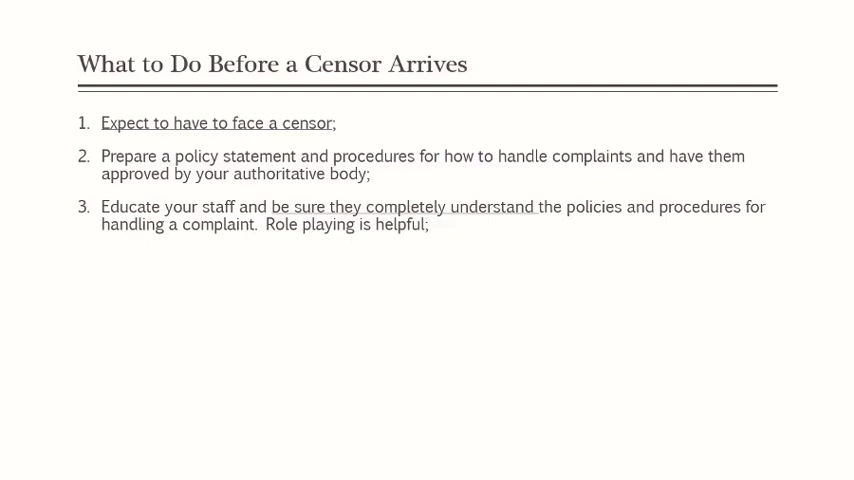 What to Do Before a Censor Arrives
1. Expect to have to face a censor;
2. Prepare a policy statement and procedures for how to handle complaints and have them
approved by your authoritative body;
3. Educate your staff and be sure they completely understand the policies and procedures for
handling a complaint.  Role playing is helpful;